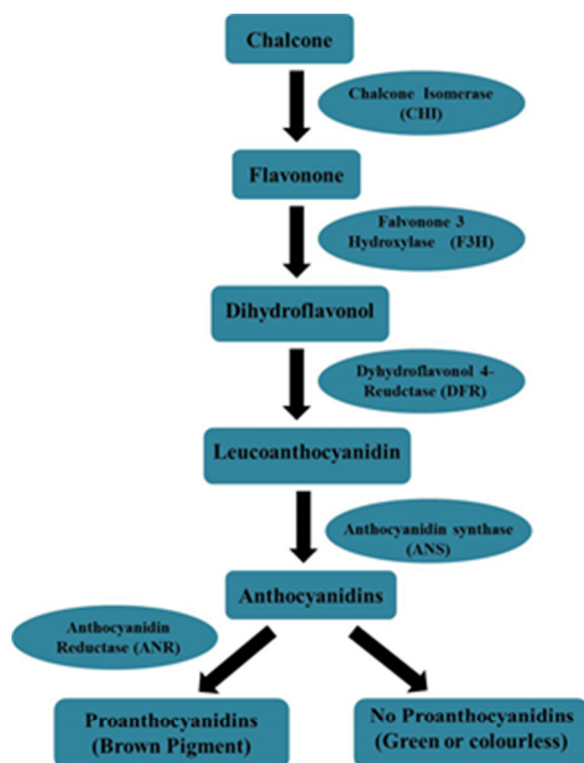 Chalcone
Chalcone Isomerase
(CHI)
Flavonone
Falvonone 3
Hydroxylase (F3H)
Dihydroflavonol
Dyhydroflavonol 4-
Reudctase (DFR)
Leucoanthocyanidin
Anthocyanidin synthase
(ANS)
Anthocyanidins
Anthocyanidin
Reductase (ANR)
Proanthocyanidins
(Brown Pigment)
No Proanthocyanidins
(Green or colourless)